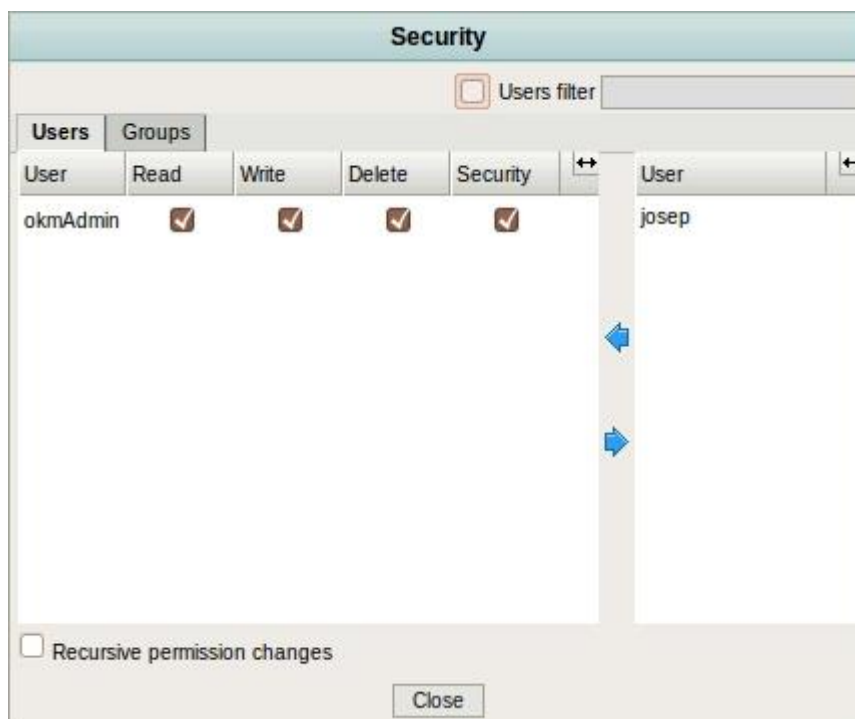 Security
Users filter
Users Groups
User Read Write Delete Security User
okmAdmin josep
Recursive permission changes
Close